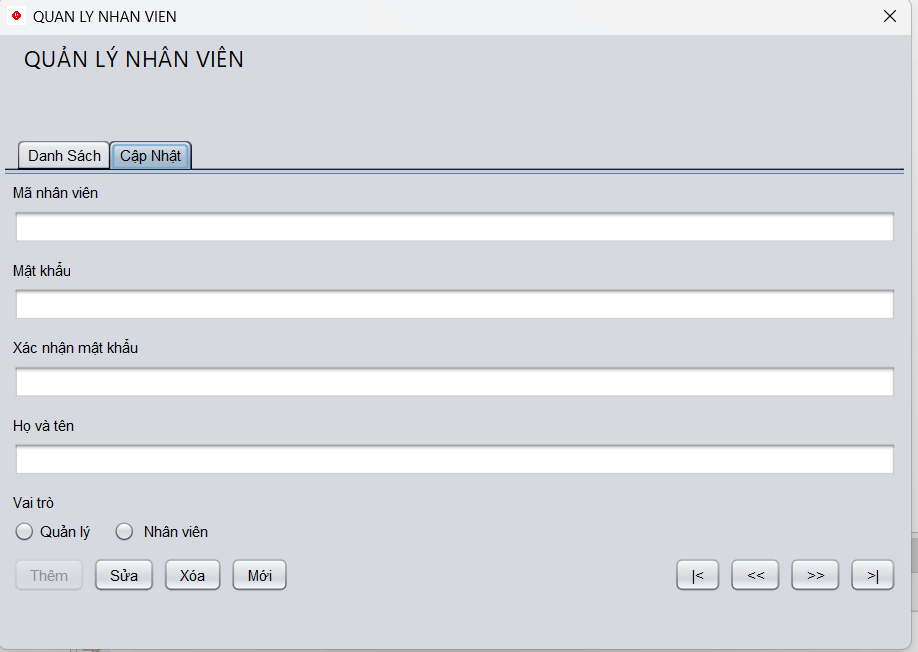 QUAN LY NHAN VIEN
QUẢN LÝ NHÂN VIÊN
Danh Sách Cập Nhật
Mã nhân viên
Mật khẩu
Xác nhận mật khẩu
Họ và tên
Vai trò
Quản lý Nhân viên
Thêm Sửa Xóa Mới |< << >> >|